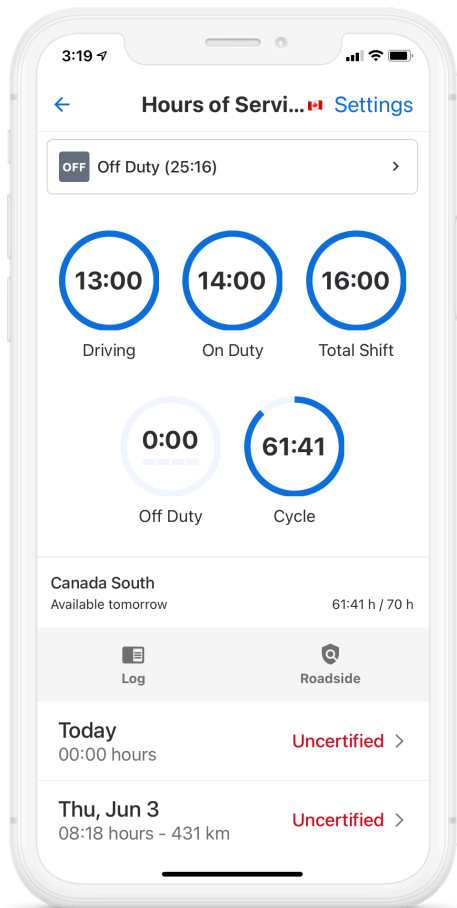 3:19
Hours of Servi... Settings
OFF Off Duty (25:16)
13:00 14:00 16:00
Driving On Duty Total Shift
0:00 61:41
Off Duty Cycle
Canada South
Available tomorrow 61:41 h / 70 h
Log Roadside
Today
00:00 hours
Uncertified
Thu, Jun 3
08:18 hours - 431 km
Uncertified